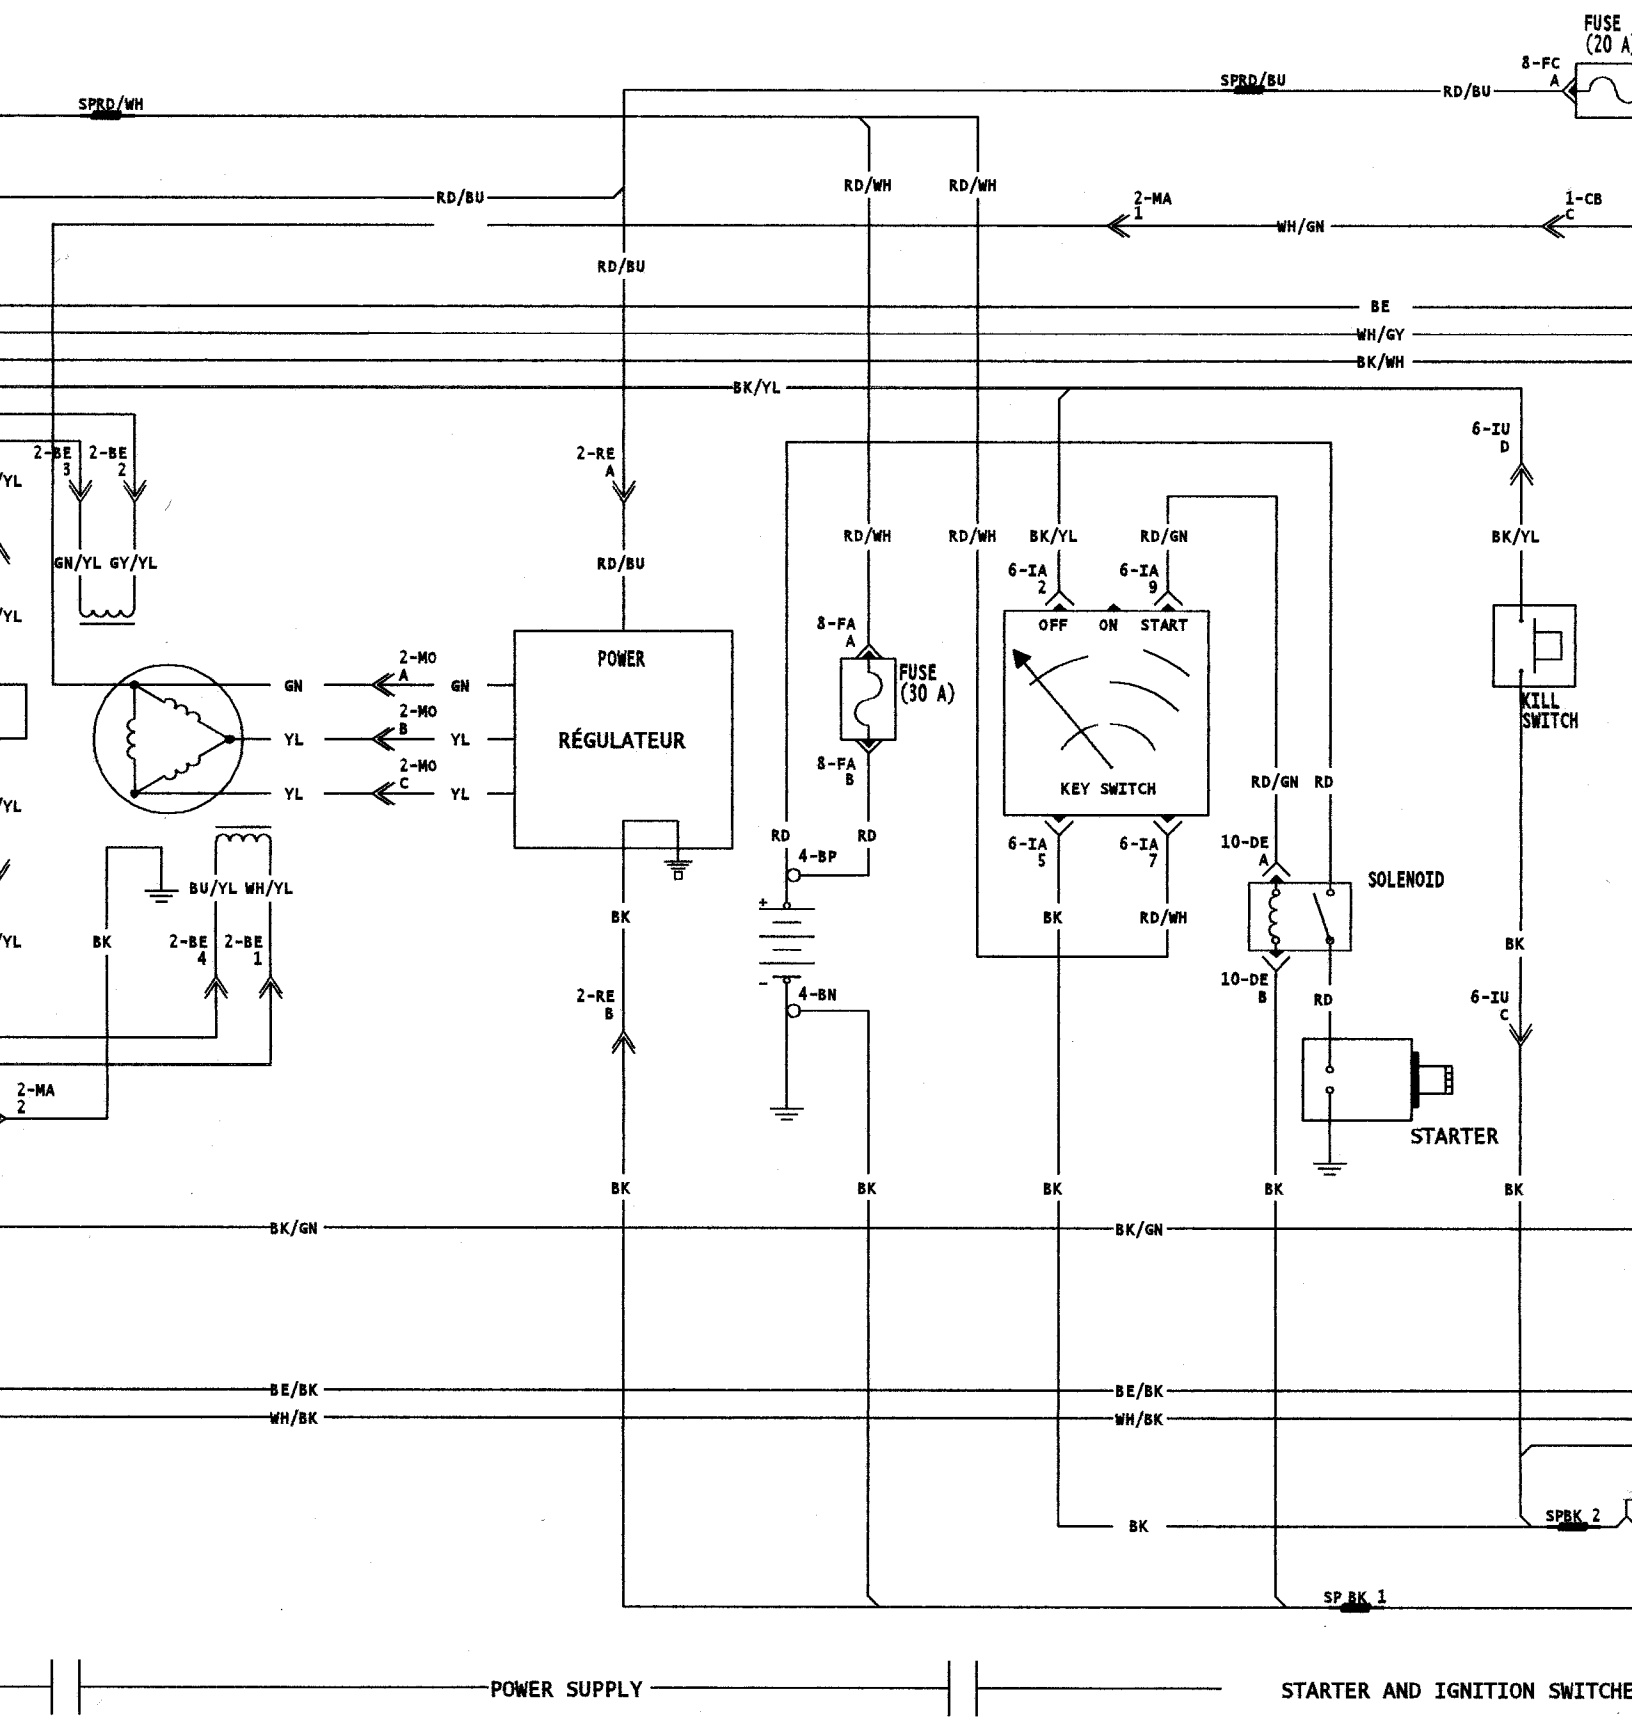 FUSE
(20 A)
8-FC
A
SPRD/BU
RD/BU
SPRD/WH
RD/WH
RD/WH
RD/BU
2-MA
1
1-CB
C
WH/GN
RD/BU
BE
WH/GY
BK/WH
BK/YL
6-IU
D
2-BE
3
2-BE
2
2-RE
A
/YL
RD/WH
RD/WH
BK/YL
RD/GN
BK/YL
GN/YL
GY/YL
RD/BU
6-IA
2
6-IA
9
/YL
8-FA
A
OFF
ON
START
POWER
2-MO
A
FUSE
(30 A)
GN
GN
KILL
SWITCH
2-MO
B
YL
YL
RÉGULATEUR
2-MO
C
8-FA
B
YL
YL
KEY SWITCH
RD/GN
RD
/YL
RD
RD
6-IA
5
6-IA
7
10-DE
A
4-BP
SOLENOID
BU/YL
WH/YL
+
BK
BK
RD/WH
/YL
BK
2-BE
4
2-BE
1
BK
10-DE
B
-
4-BN
2-RE
B
RD
6-IU
C
2-MA
2
STARTER
BK
BK
BK
BK
BK
BK/GN
BK/GN
BE/BK
BE/BK
WH/BK
WH/BK
BK
SPBK 2
SP BK 1
POWER SUPPLY
STARTER AND IGNITION SWITCHE